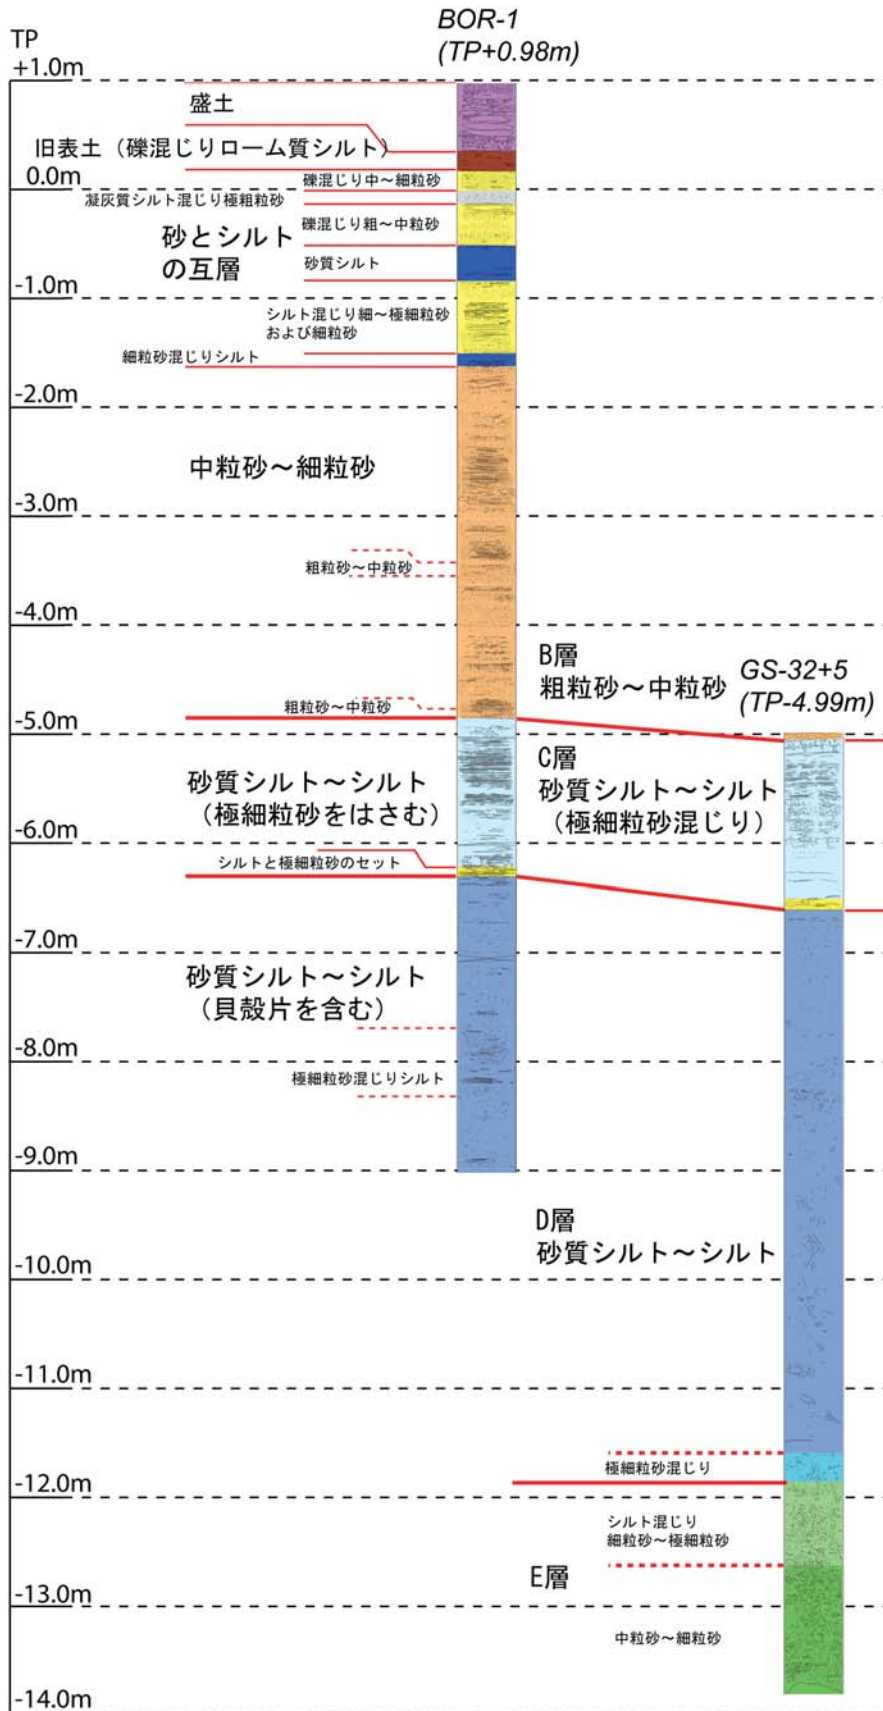 BOR-1
(TP+0.98m)
TP
+1.0m
盛土
旧表土（礫混じりローム質シルト）
礫混じり中～細粒砂
0.0m
凝灰質シルト混じり極粗粒砂
礫混じり粗～中粒砂
砂とシルト
の互層
砂質シルト
-1.0m
シルト混じり細～極細粒砂
および細粒砂
細粒砂混じりシルト
-2.0m
中粒砂～細粒砂
-3.0m
粗粒砂～中粒砂
-4.0m
B層
粗粒砂～中粒砂
GS-32+5
(TP-4.99m)
粗粒砂～中粒砂
-5.0m
C層
砂質シルト～シルト
（極細粒砂混じり）
砂質シルト～シルト
（極細粒砂をはさむ）
-6.0m
シルトと極細粒砂のセット
-7.0m
砂質シルト～シルト
（貝殻片を含む）
-8.0m
極細粒砂混じりシルト
-9.0m
D層
砂質シルト～シルト
-10.0m
-11.0m
極細粒砂混じり
-12.0m
シルト混じり
細粒砂～極細粒砂
E層
-13.0m
中粒砂～細粒砂
-14.0m